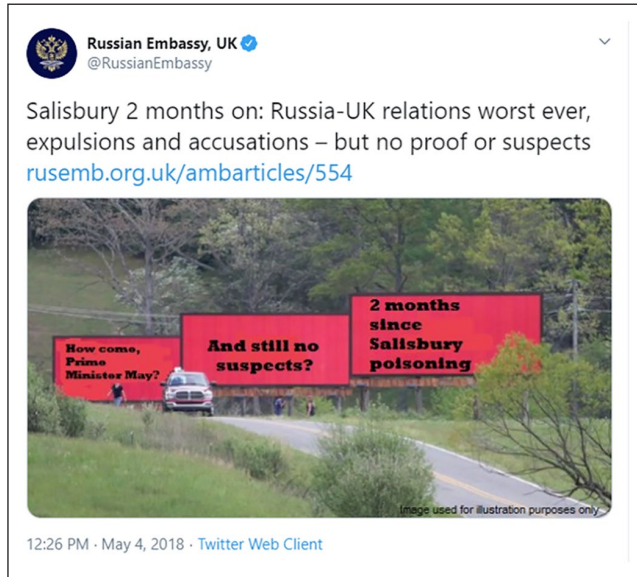 Russian Embassy, UK
@RussianEmbassy
Salisbury 2 months on: Russia-UK relations worst ever,
expulsions and accusations – but no proof or suspects
rusemb.org.uk/ambarticles/554
How come,
Prime
Minister May?
And still no
suspects?
2 months
since
Salisbury
poisoning
Image used for illustration purposes only
12:26 PM · May 4, 2018 · Twitter Web Client